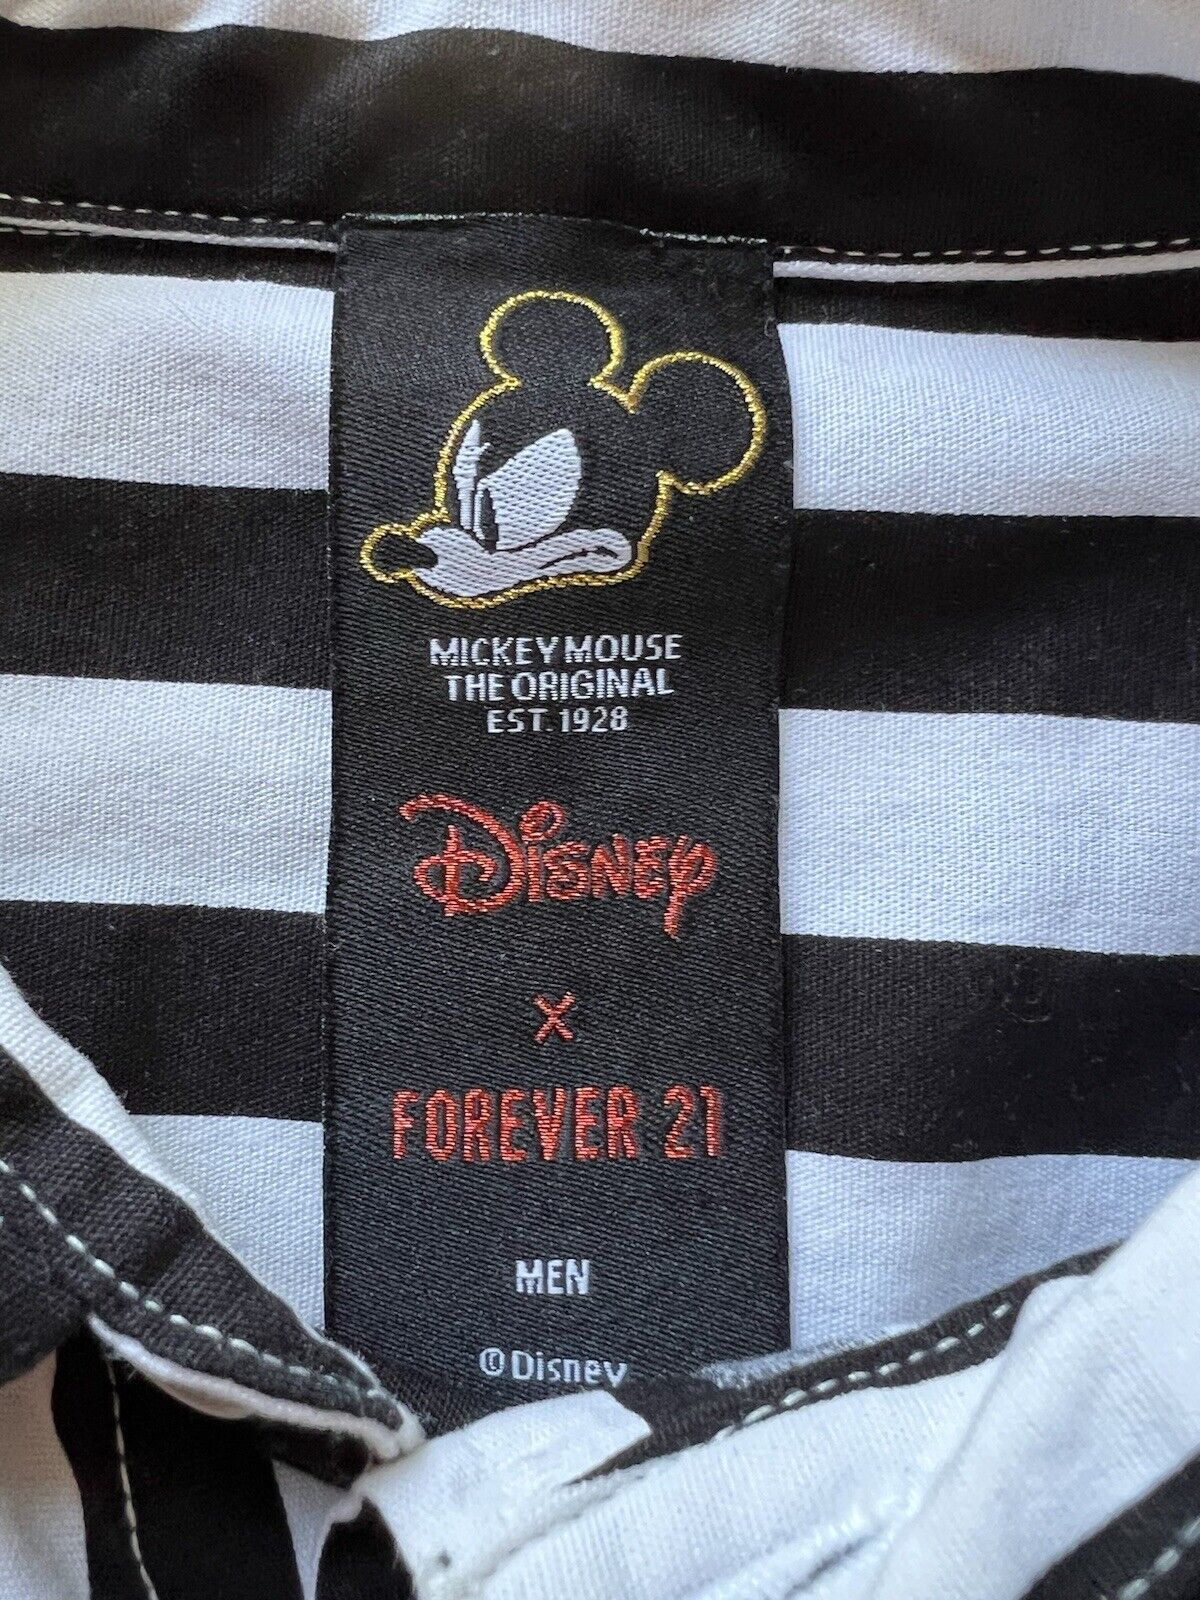 MICKEY MOUSE
THE ORIGINAL
EST. 1928
Disney
X
FOREVER 21
MEN
© Disney